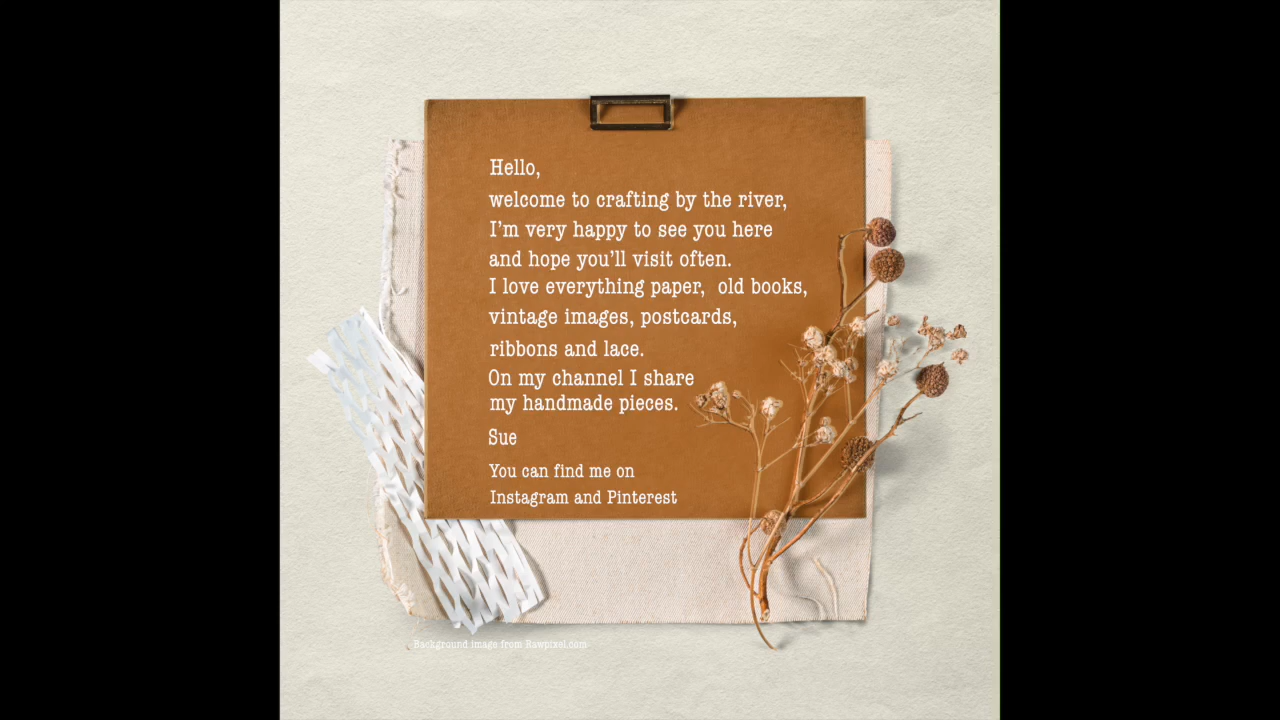 Hello,
welcome to crafting by the river,
I'm very happy to see you here
and hope you'll visit often.
I love everything paper, old books,
vintage images, postcards,
ribbons and lace.
On my channel I share
my handmade pieces.
Sue
You can find me on
Instagram and Pinterest
Background image from Rawpixel.com